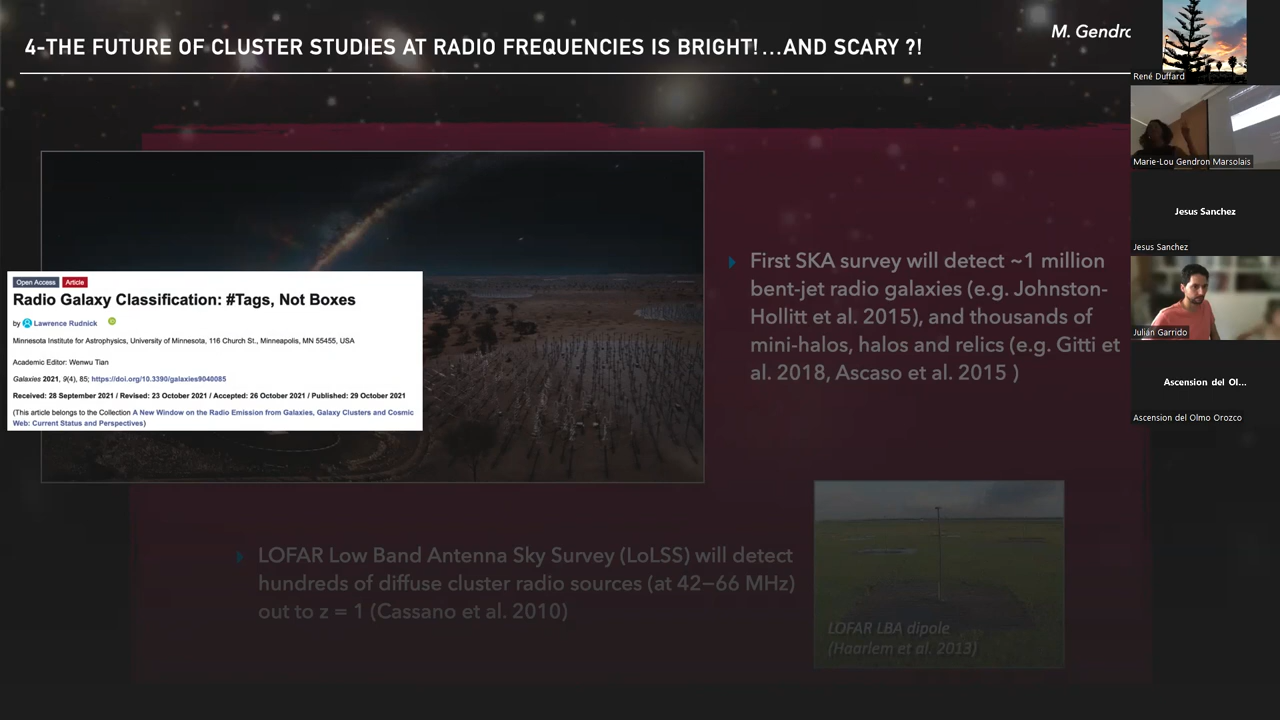 4-THE FUTURE OF CLUSTER STUDIES AT RADIO FREQUENCIES IS BRIGHT!...AND SCARY ?!
M. Gendro
René Duffard
Marie-Lou Gendron Marsolais
Jesus Sanchez
Jesus Sanchez
Julián Garrido
Ascension del Ol...
Ascension del Olmo Orozco
First SKA survey will detect ~1 million
bent-jet radio galaxies (e.g. Johnston-
Hollitt et al. 2015), and thousands of
mini-halos, halos and relics (e.g. Gitti et
al. 2018, Ascaso et al. 2015 )
Open Access Article
Radio Galaxy Classification: #Tags, Not Boxes
by Lawrence Rudnick
Minnesota Institute for Astrophysics, University of Minnesota, 116 Church St., Minneapolis, MN 55455, USA
Academic Editor: Wenwu Tian
Galaxies 2021, 9(4), 85; https://doi.org/10.3390/galaxies9040085
Received: 28 September 2021 / Revised: 23 October 2021 / Accepted: 26 October 2021 / Published: 29 October 2021
(This article belongs to the Collection A New Window on the Radio Emission from Galaxies, Galaxy Clusters and Cosmic
Web: Current Status and Perspectives)
LOFAR Low Band Antenna Sky Survey (LoLSS) will detect
hundreds of diffuse cluster radio sources (at 42–66 MHz)
out to z = 1 (Cassano et al. 2010)
LOFAR LBA dipole
(Haarlem et al. 2013)